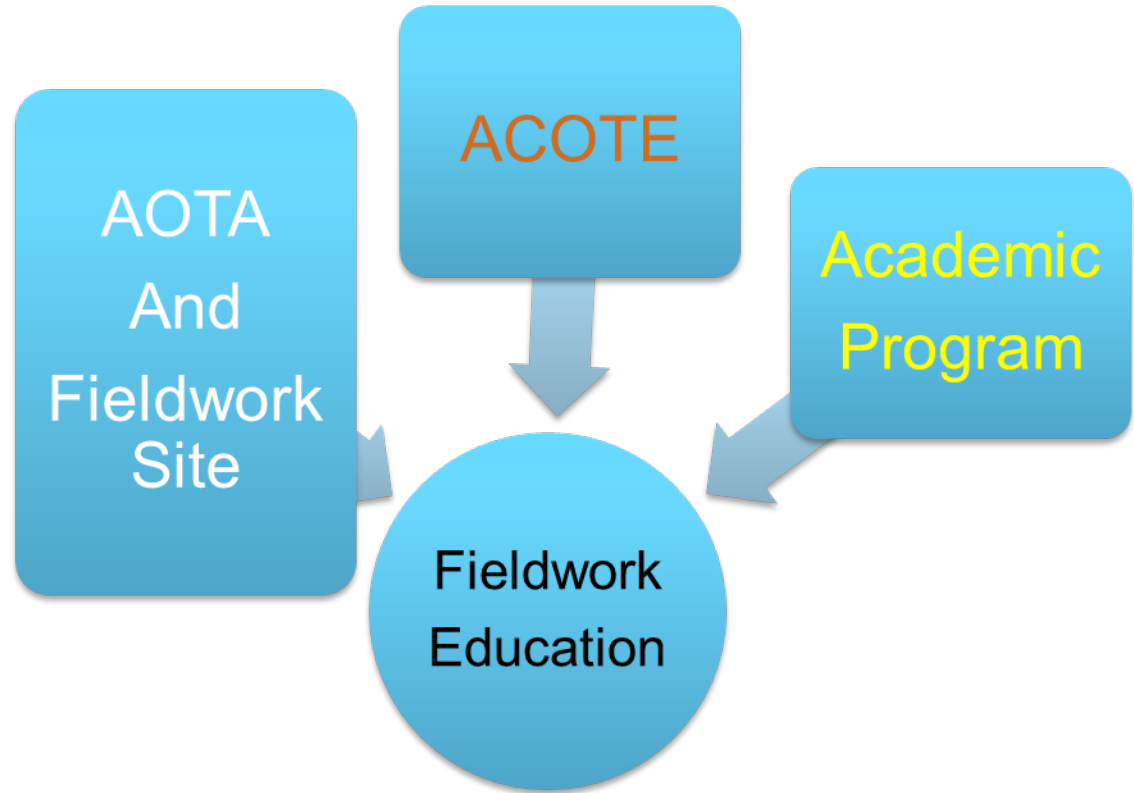 AOTA
And
Fieldwork
Site
ACOTE
Academic
Program
Fieldwork
Education